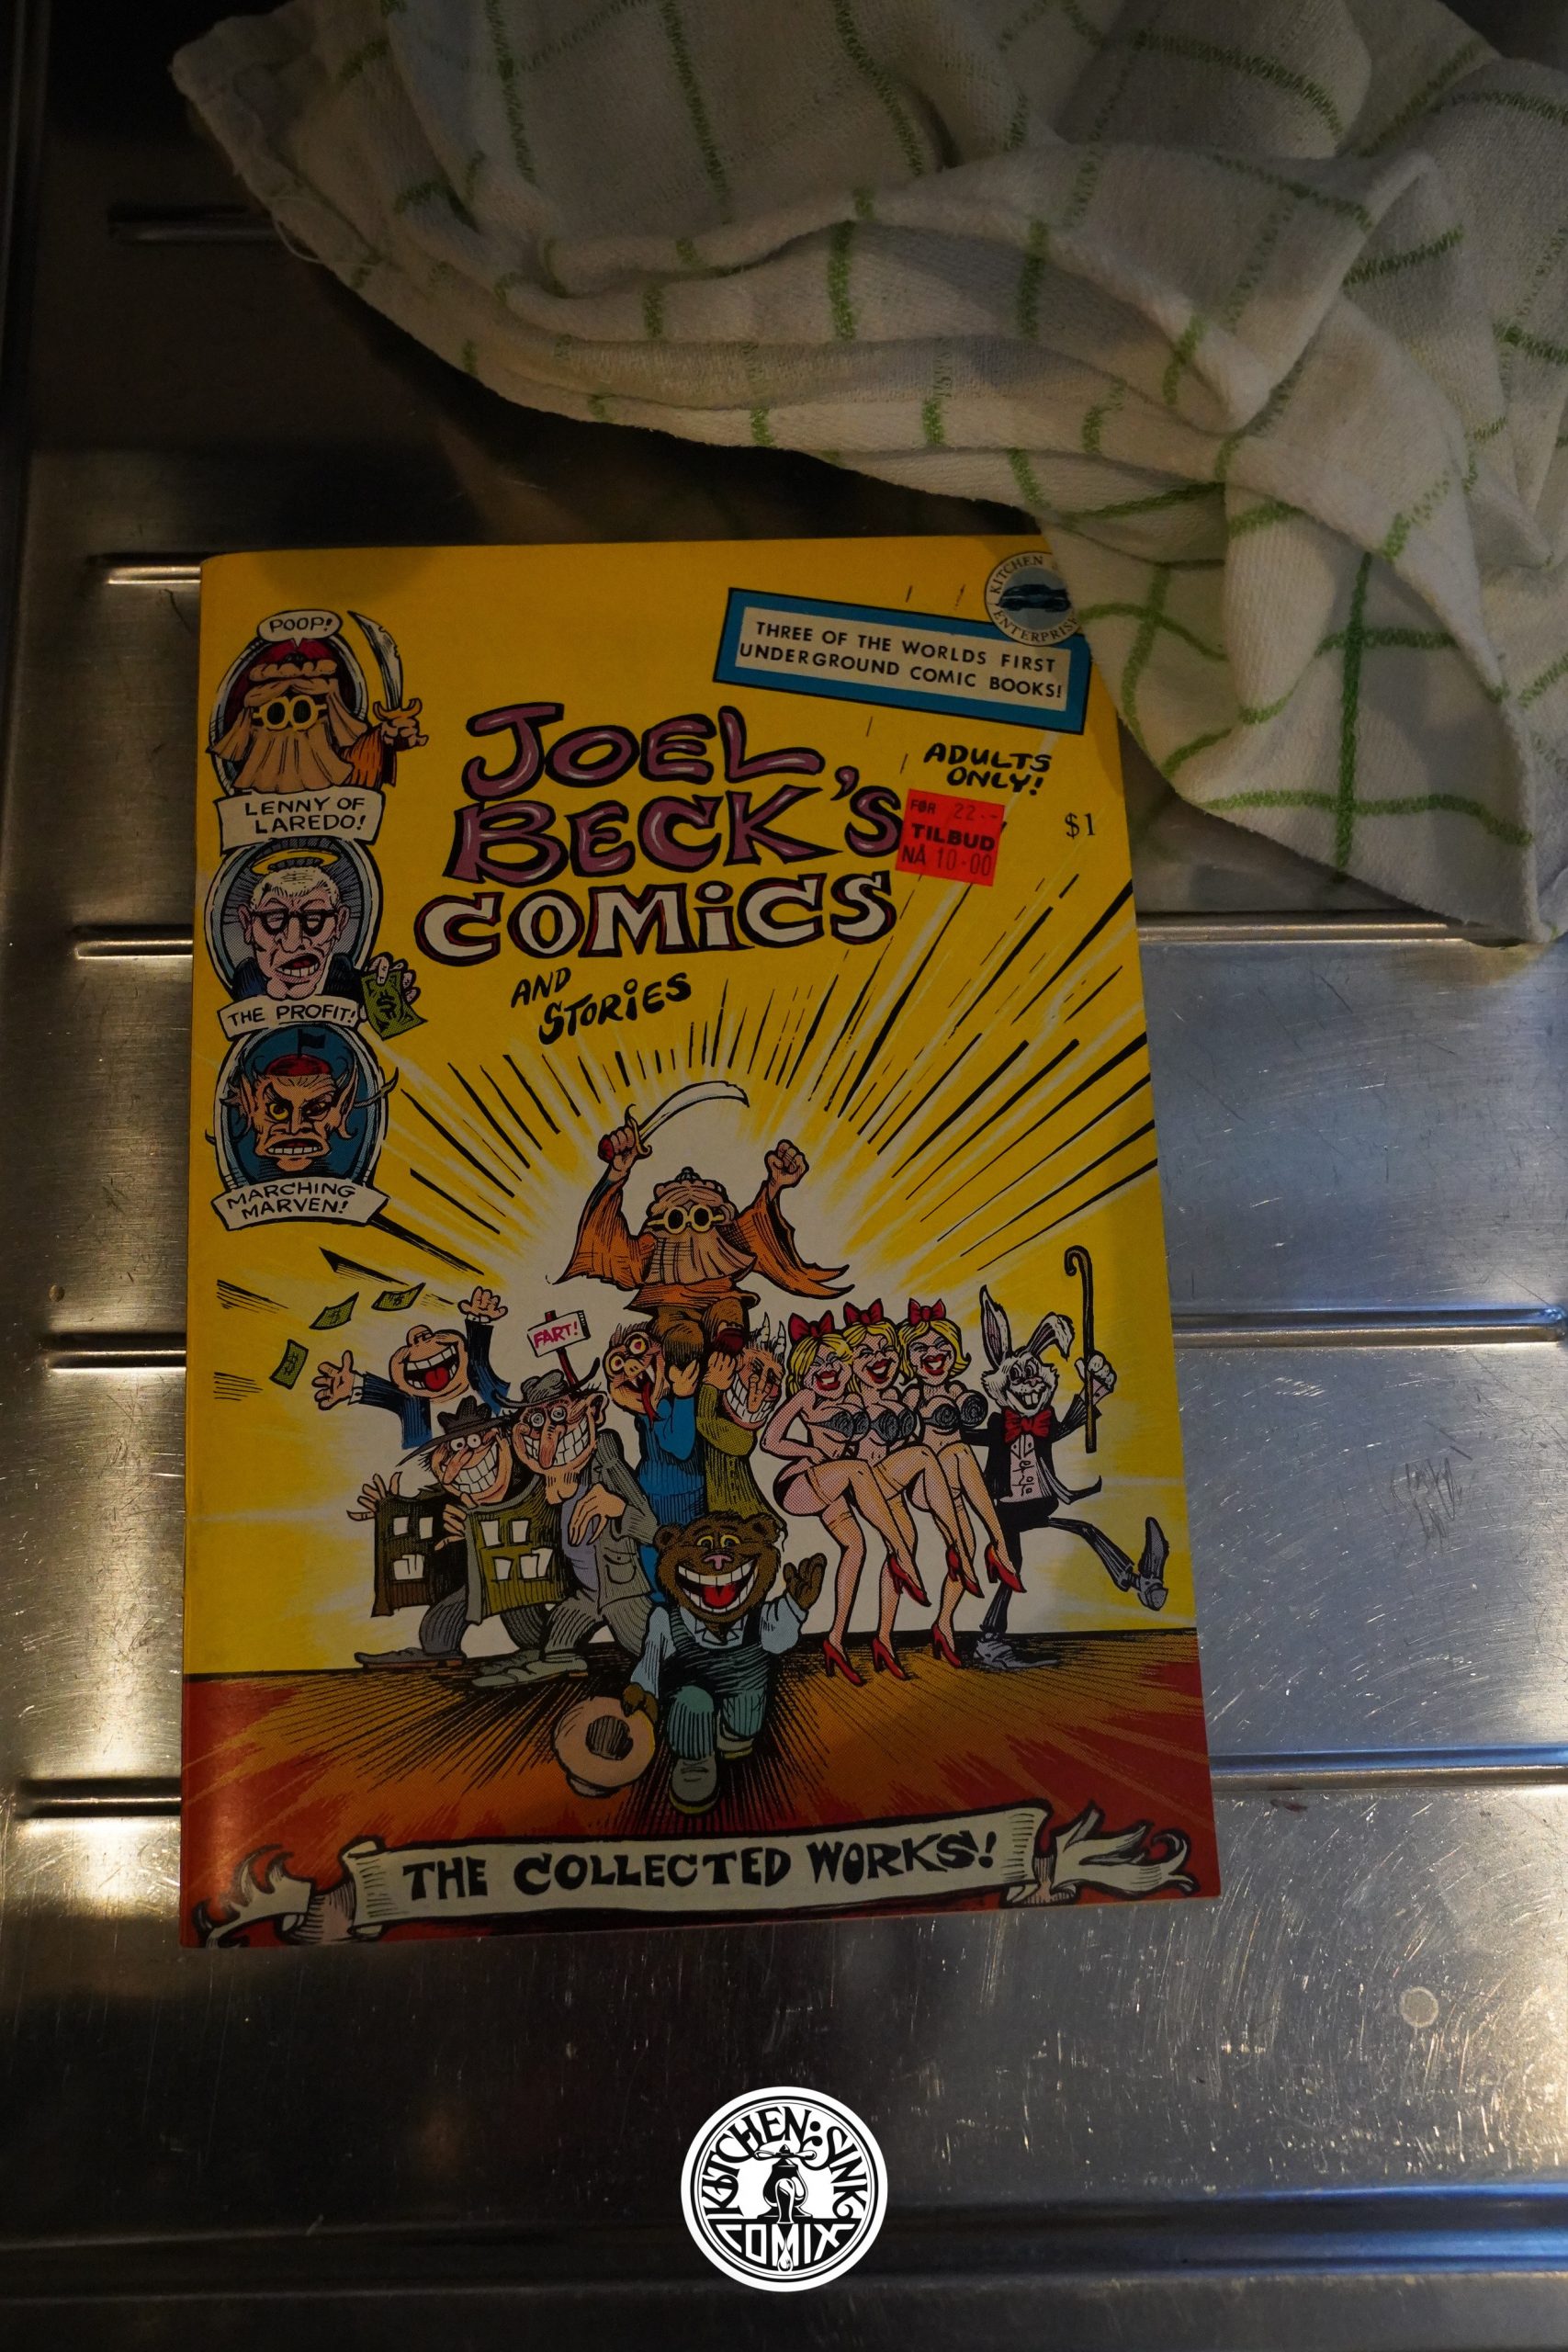 POOP!
LENNY OF
LAREDO!
THE PROFIT!
MARCHING
MARVEN!
KITCHEN
ENTERPRISE
THREE OF THE WORLDS FIRST
UNDERGROUND COMIC BOOKS!
JOEL
BECK'S
COMiCS
AND
STORiES
ADULTS
ONLY!
$1
FØR 22.-
TILBUD
NÅ 10-00
FART!
THE COLLECTED WORKS!
KITCHEN SINK
COMIX